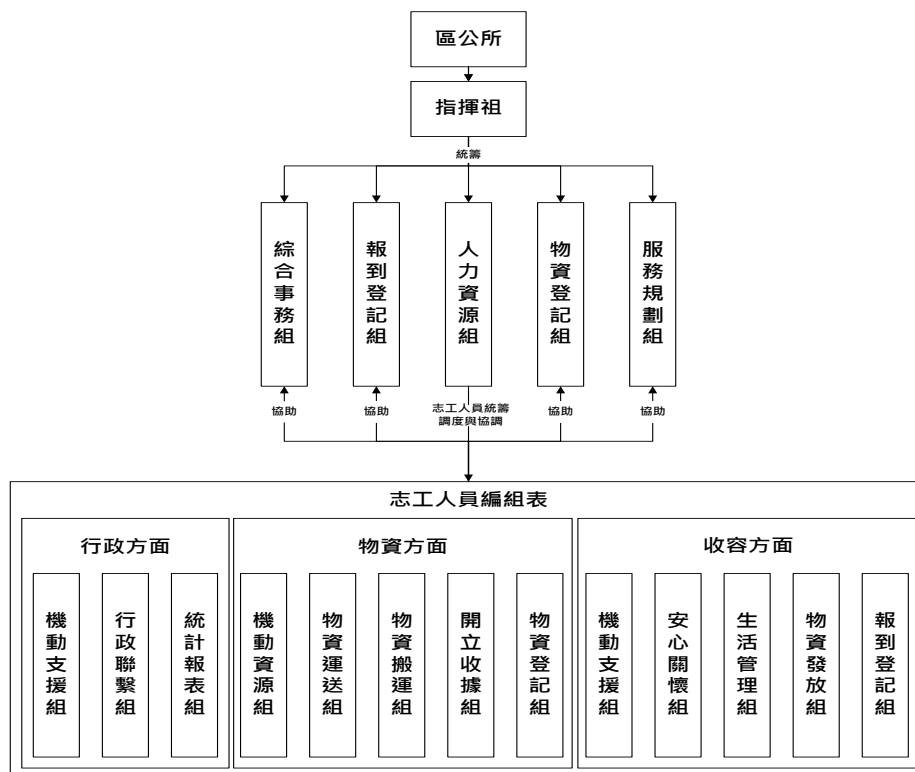 區公所
指揮祖
統籌
綜合事務組
報到登記組
人力資源組
物資登記組
服務規劃組
協助
協助
志工人員統籌
調度與協調
協助
協助
志工人員編組表
行政方面
物資方面
收容方面
機動支援組
行政聯繫組
統計報表組
機動資源組
物資運送組
物資搬運組
開立收據組
物資登記組
機動支援組
安心關懷組
生活管理組
物資發放組
報到登記組